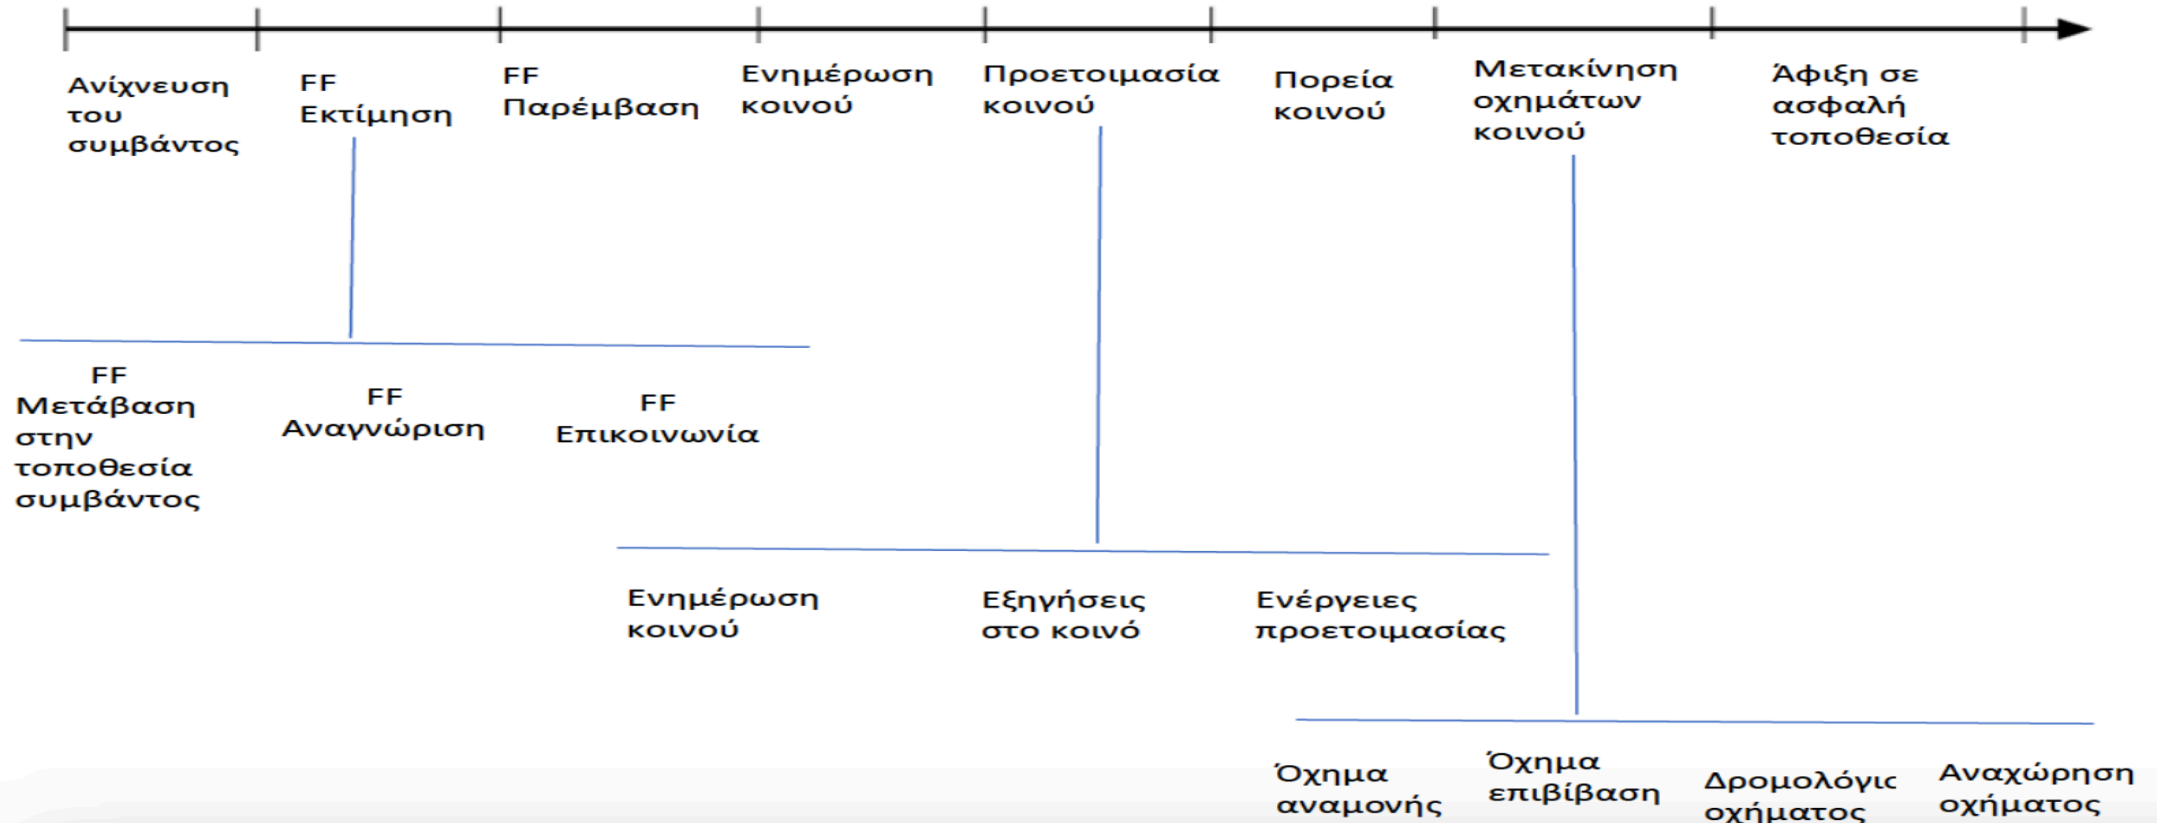 Ανίχνευση
του
συμβάντος
FF
Εκτίμηση
FF
Παρέμβαση
Ενημέρωση
κοινού
Προετοιμασία
κοινού
Πορεία
κοινού
Μετακίνηση
οχημάτων
κοινού
Άφιξη σε
ασφαλή
τοποθεσία
FF
Μετάβαση
στην
τοποθεσία
συμβάντος
FF
Αναγνώριση
FF
Επικοινωνία
Ενημέρωση
κοινού
Εξηγήσεις
στο κοινό
Ενέργειες
προετοιμασίας
Όχημα
αναμονής
Όχημα
επιβίβαση
Δρομολόγιο
οχήματος
Αναχώρηση
οχήματος